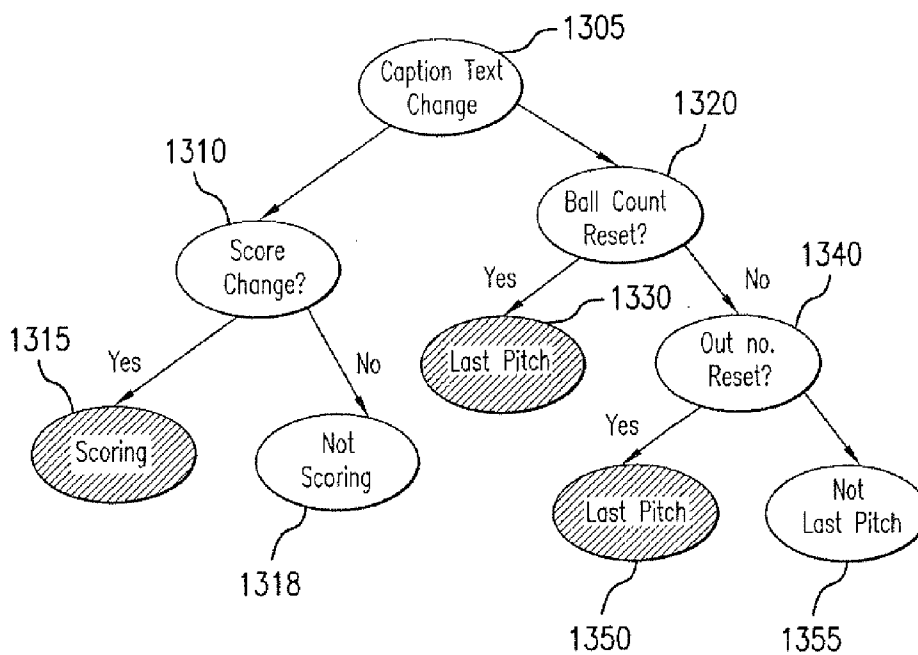 1305
Caption Text
Change
1320
1310
Ball Count
Reset?
Score
Change?
Yes
1330
No
1340
1315
Yes
No
Last Pitch
Out no.
Reset?
Scoring
Not
Scoring
Yes
Last Pitch
Not
Last Pitch
1318
1350
1355